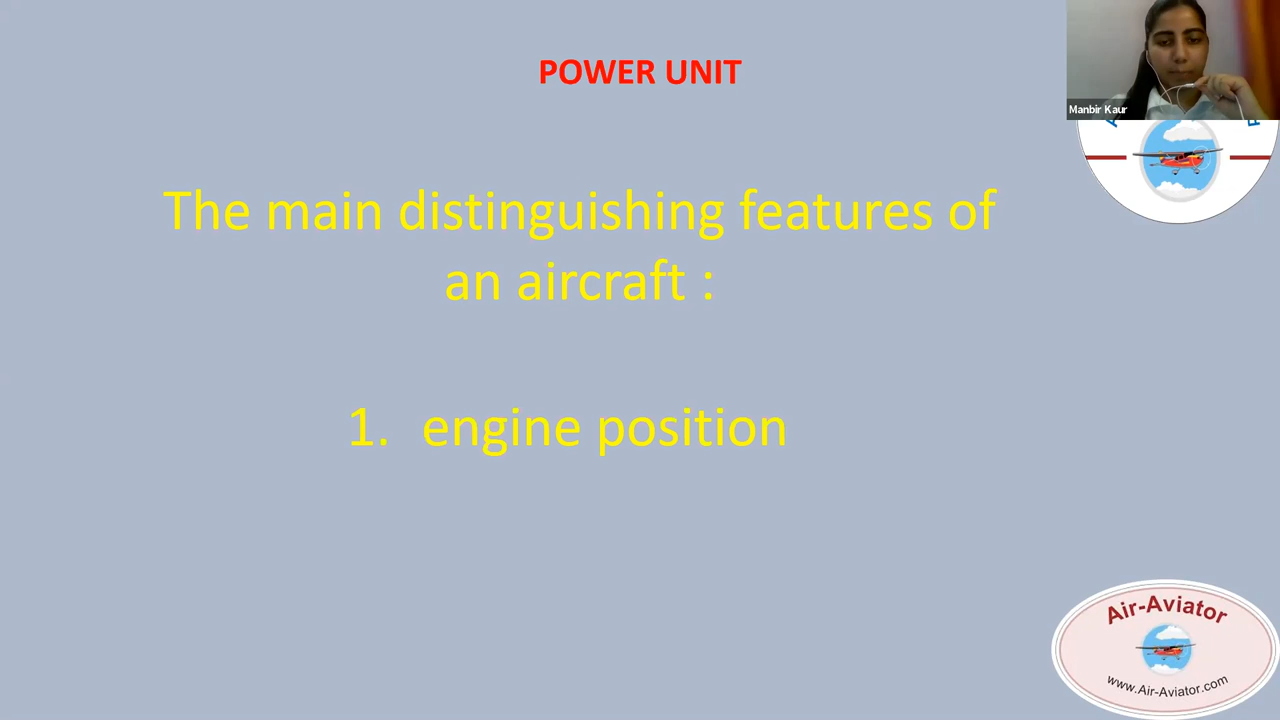 POWER UNIT
Manbir Kaur
The main distinguishing features of
an aircraft :
1. engine position
Air-Aviator
www.Air-Aviator.com